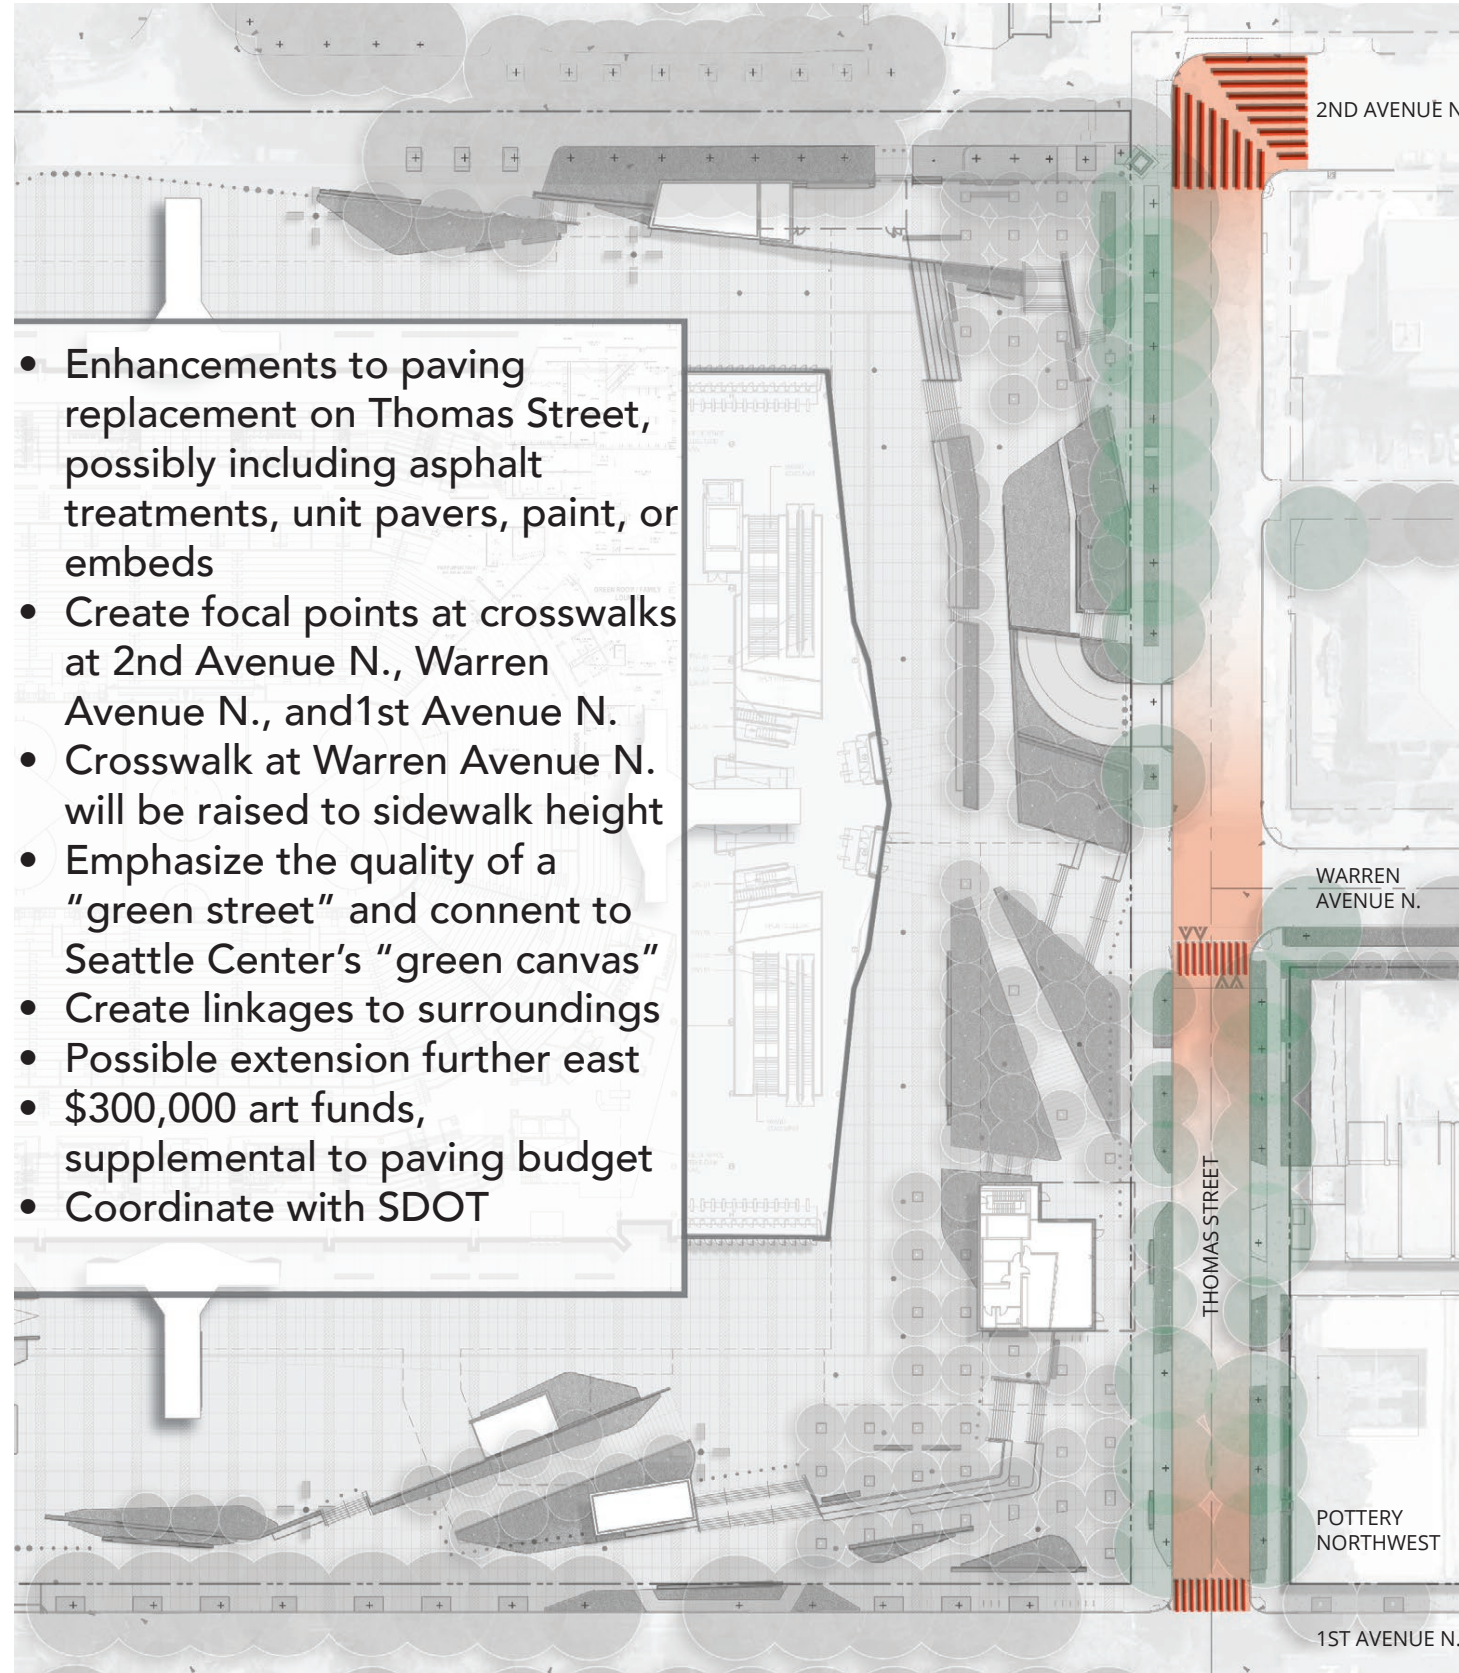 2ND AVENUE N
• Enhancements to paving
replacement on Thomas Street,
possibly including asphalt
treatments, unit pavers, paint, or
embeds
• Create focal points at crosswalks
at 2nd Avenue N., Warren
Avenue N., and1st Avenue N.
• Crosswalk at Warren Avenue N.
will be raised to sidewalk height
• Emphasize the quality of a
“green street” and connent to
Seattle Center’s “green canvas”
• Create linkages to surroundings
• Possible extension further east
• $300,000 art funds,
supplemental to paving budget
• Coordinate with SDOT
WARREN
AVENUE N.
THOMAS STREET
POTTERY
NORTHWEST
1ST AVENUE N.